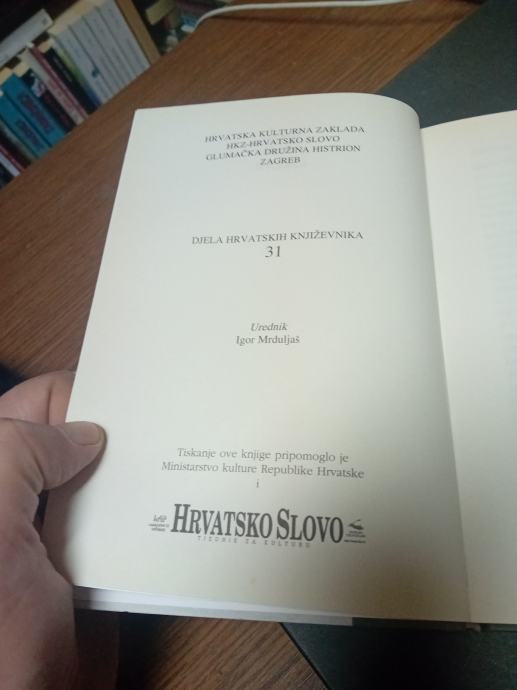 HRVATSKA KULTURNA ZAKLADA
HKZ-HRVATSKO SLOVO
GLUMAČKA DRUŽINA HISTRION
ZAGREB
DJELA HRVATSKIH KNJIŽEVNIKA
31
Urednik
Igor Mrduljaš
Tiskanje ove knjige pripomoglo je
Ministarstvo kulture Republike Hrvatske
i
HRVATSKO SLOVO
TJEDNIK ZA KULTURU